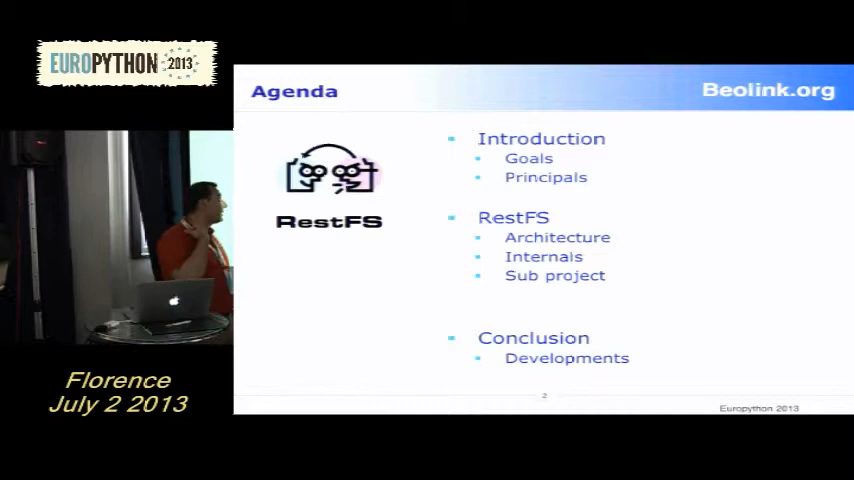 EUROPYTHON 2013
Agenda
Beolink.org
RestFS
Introduction
Goals
Principals
RestFS
Architecture
Internals
Sub project
Conclusion
Developments
2
Europython 2013
Florence
July 2 2013